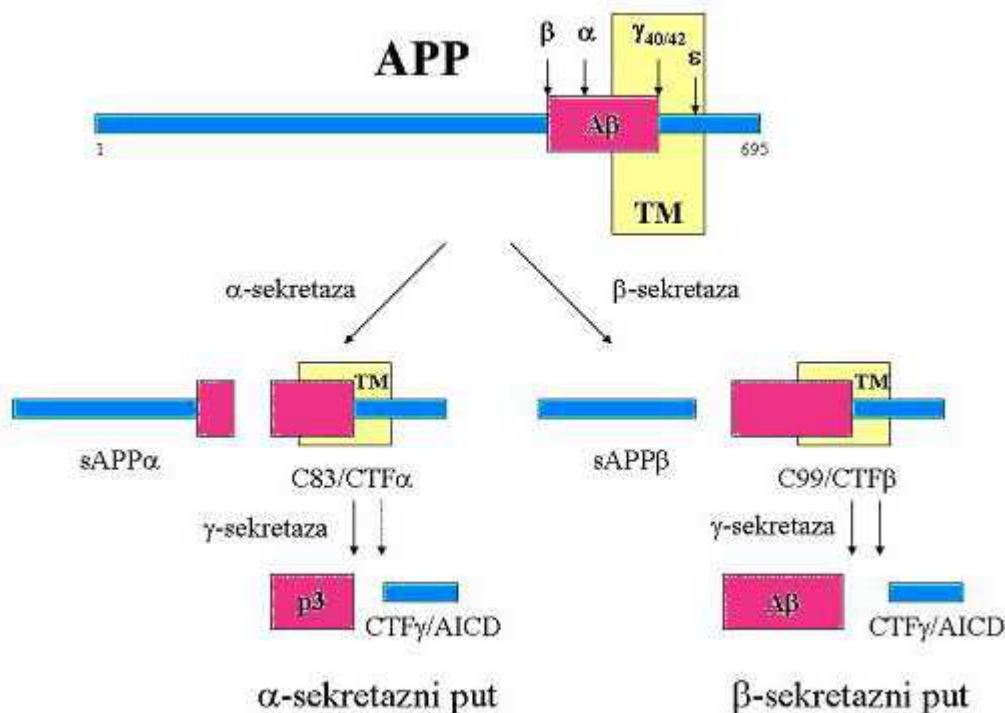 APP
β α γ40/42 ε
Aβ
1 695
TM
α-sekretaza β-sekretaza
TM TM
sAPPα sAPPβ
C83/CTFα C99/CTFβ
γ-sekretaza γ-sekretaza
p3 Aβ
CTFγ/AICD CTFγ/AICD
α-sekretazni put β-sekretazni put